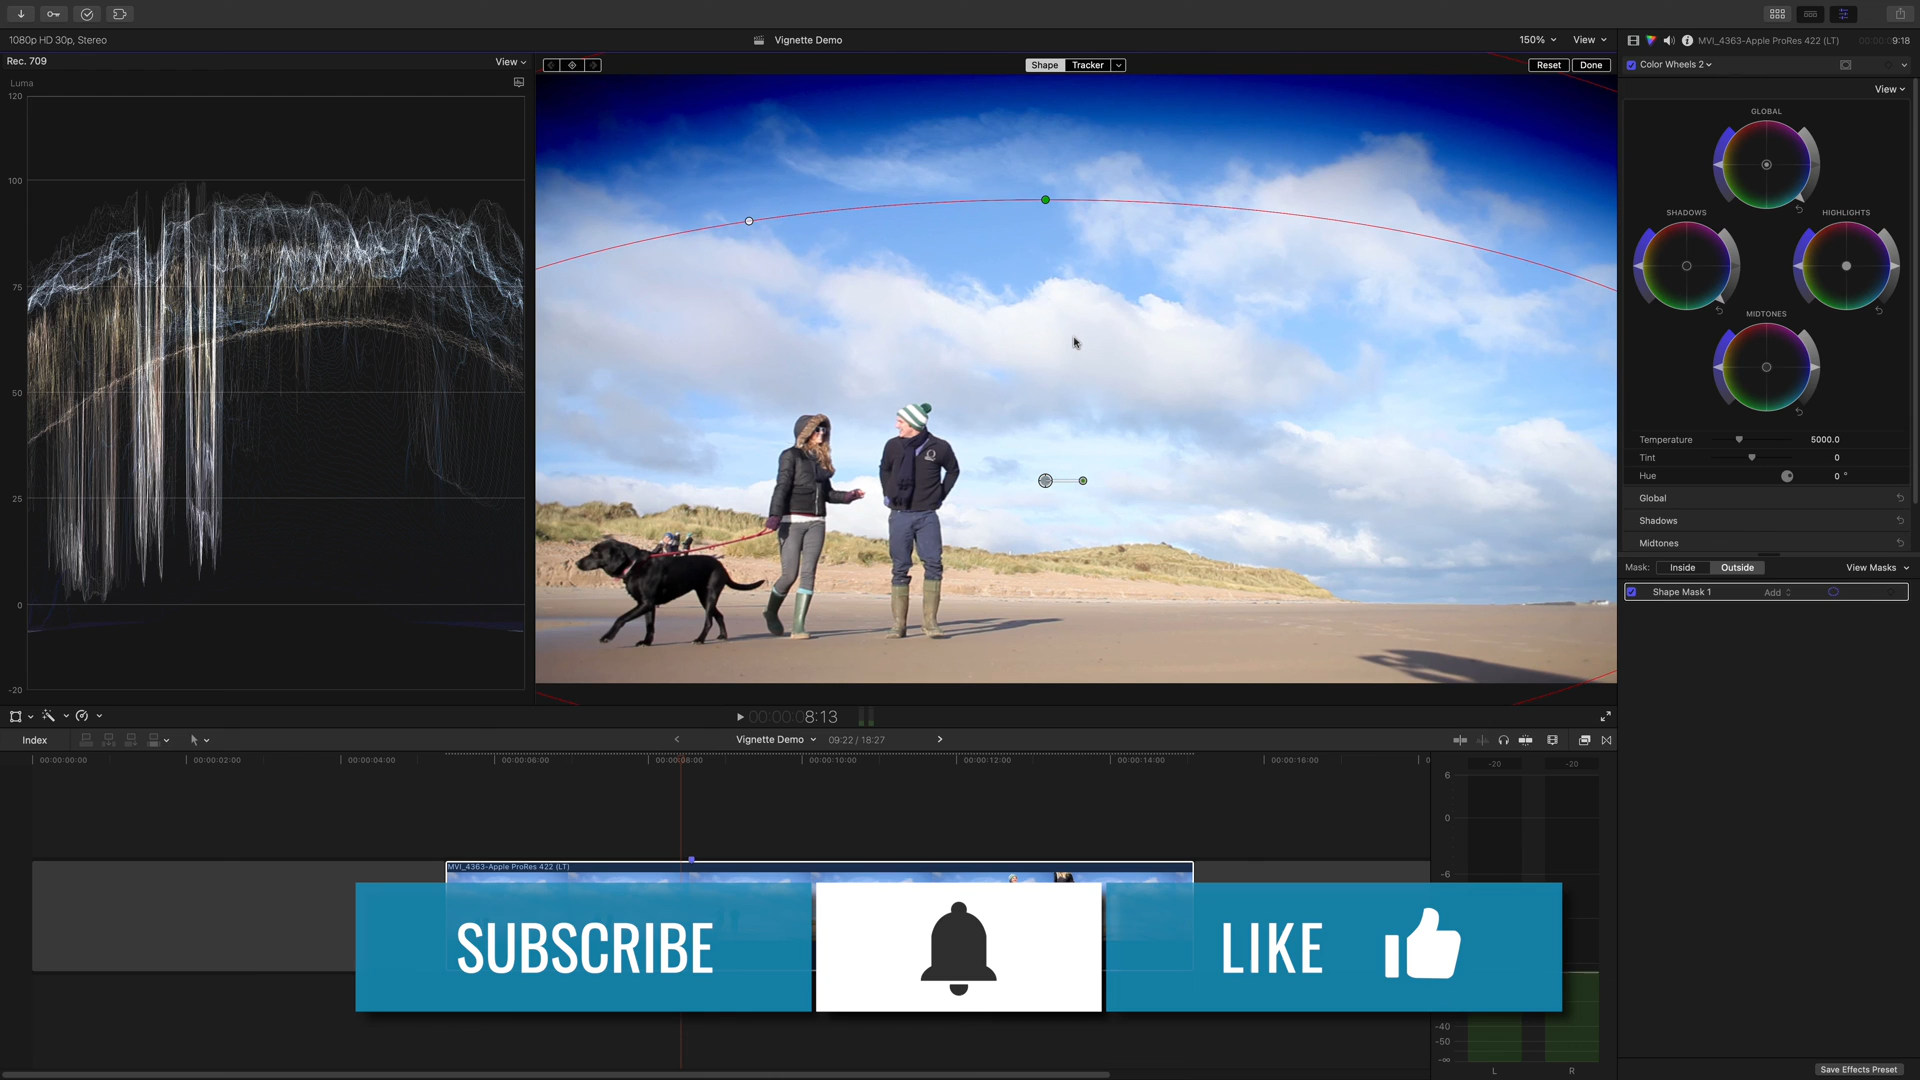 1080p HD 30p, Stereo
Vignette Demo
150%
View
MVI_4363-Apple ProRes 422 (LT)
9:18
Rec. 709
View
Shape
Tracker
Reset
Done
Color Wheels 2
View
Luma
120
100
75
50
25
0
-20
GLOBAL
SHADOWS
HIGHLIGHTS
MIDTONES
Temperature
5000.0
Tint
0
Hue
0 °
Global
Shadows
Midtones
Mask:
Inside
Outside
View Masks
Shape Mask 1
Add
00:00:00:08:13
Index
Vignette Demo
09:22 / 18:27
00:00:00:00
00:00:02:00
00:00:04:00
00:00:06:00
00:00:08:00
00:00:10:00
00:00:12:00
00:00:14:00
00:00:16:00
-20
-20
6
0
-6
-40
-50
-∞
L
R
MVI_4363-Apple ProRes 422 (LT)
SUBSCRIBE
LIKE
Save Effects Preset